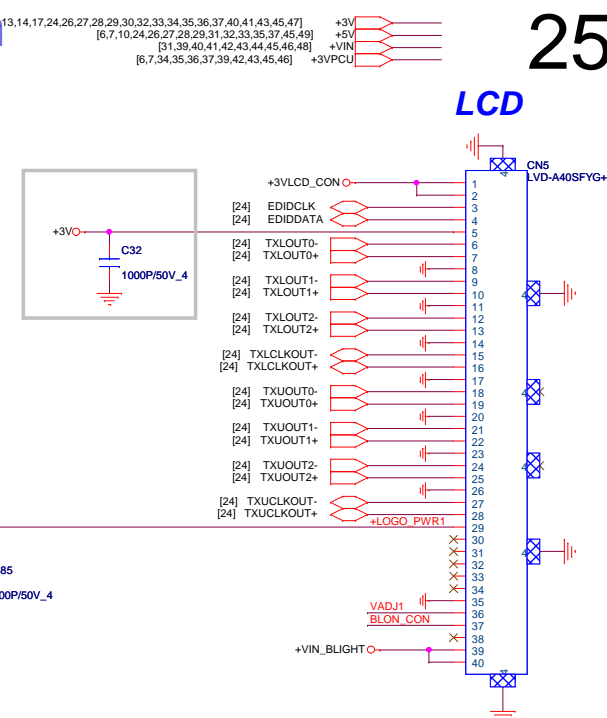 13,14,17,24,26,27,28,29,30,32,33,34,35,36,37,40,41,43,45,47] +3V
[6,7,10,24,26,27,28,29,31,32,33,35,37,45,49] +5V
[31,39,40,41,42,43,44,45,46,48] +VIN
[6,7,34,35,36,37,39,42,43,45,46] +3VPCU
25
LCD
CN5
LVD-A40SFYG+
4
+3VLCD_CON 1
2
[24] EDIDCLK 3
[24] EDIDDATA 4
+3V 5
C32
1000P/50V_4
[24] TXLOUT0- 6
[24] TXLOUT0+ 7
8
[24] TXLOUT1- 9
[24] TXLOUT1+ 10 4
11
[24] TXLOUT2- 12
[24] TXLOUT2+ 13
14
[24] TXLCLKOUT- 15
[24] TXLCLKOUT+ 16
17
[24] TXUOUT0- 18 4
[24] TXUOUT0+ 19
20
[24] TXUOUT1- 21
[24] TXUOUT1+ 22
23
[24] TXUOUT2- 24 4
[24] TXUOUT2+ 25
26
[24] TXUCLKOUT- 27
[24] TXUCLKOUT+ 28
+LOGO_PWR1 29
30
31 4
32
33
34
85
00P/50V_4
35
VADJ1 36
BLON_CON 37
38
+VIN_BLIGHT 39
40
4